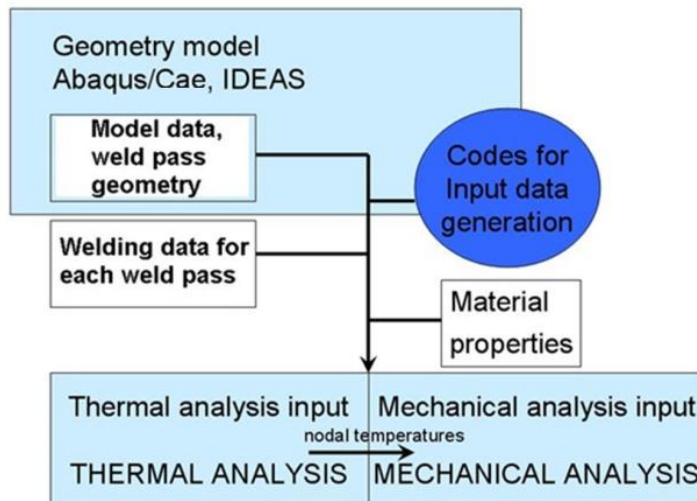 Geometry model
Abaqus/Cae, IDEAS
Model data,
weld pass
geometry
Codes for
Input data
generation
Welding data for
each weld pass
Material
properties
Thermal analysis input
Mechanical analysis input
nodal temperatures
THERMAL ANALYSIS
MECHANICAL ANALYSIS